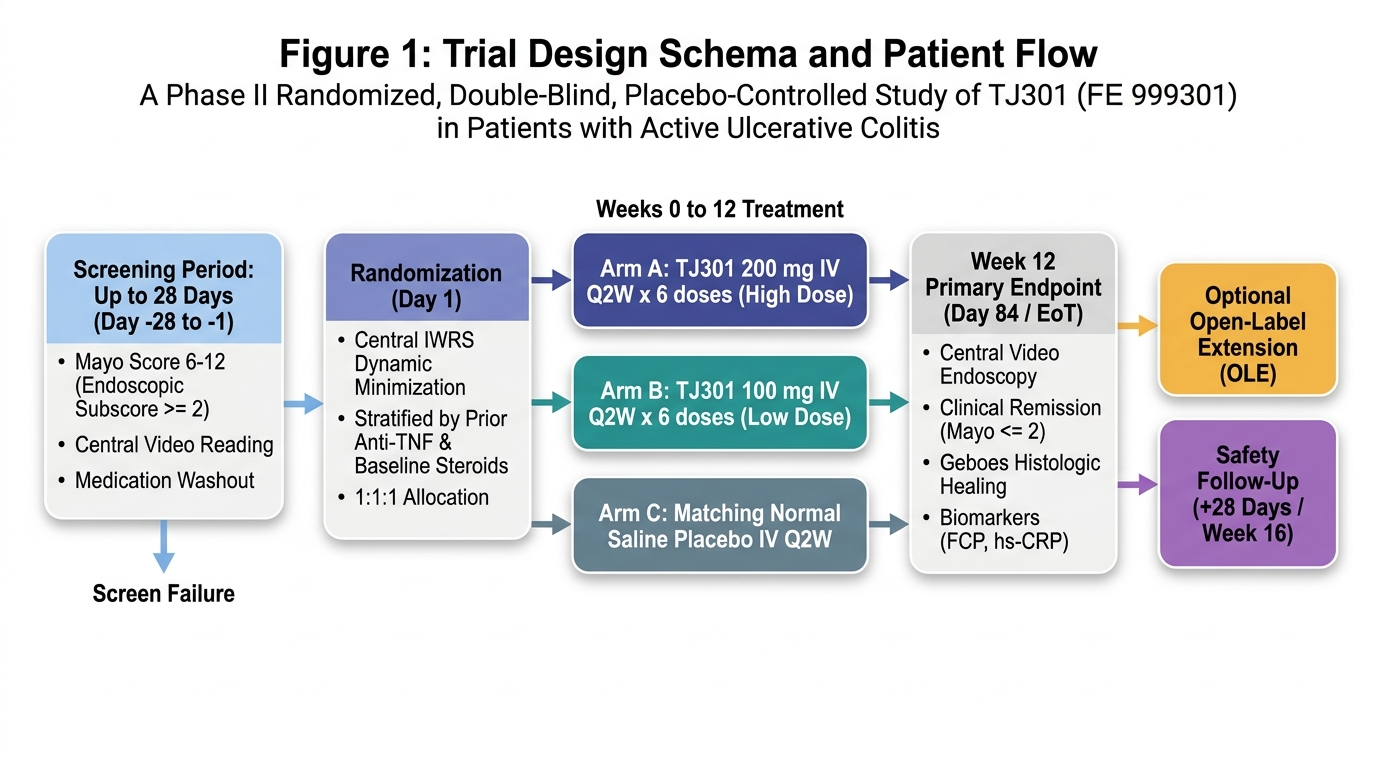 Figure 1: Trial Design Schema and Patient Flow
A Phase II Randomized, Double-Blind, Placebo-Controlled Study of TJ301 (FE 999301)
in Patients with Active Ulcerative Colitis
Screening Period:
Up to 28 Days
(Day -28 to -1)
• Mayo Score 6-12
(Endoscopic
Subscore >= 2)
• Central Video Reading
• Medication Washout
Screen Failure
Randomization
(Day 1)
• Central IWRS
Dynamic
Minimization
• Stratified by Prior
Anti-TNF &
Baseline Steroids
• 1:1:1 Allocation
Weeks 0 to 12 Treatment
Arm A: TJ301 200 mg IV
Q2W x 6 doses (High Dose)
Arm B: TJ301 100 mg IV
Q2W x 6 doses (Low Dose)
Arm C: Matching Normal
Saline Placebo IV Q2W
Week 12
Primary Endpoint
(Day 84 / EoT)
• Central Video
Endoscopy
• Clinical Remission
(Mayo <= 2)
• Geboes Histologic
Healing
• Biomarkers
(FCP, hs-CRP)
Optional
Open-Label
Extension
(OLE)
Safety
Follow-Up
(+28 Days /
Week 16)